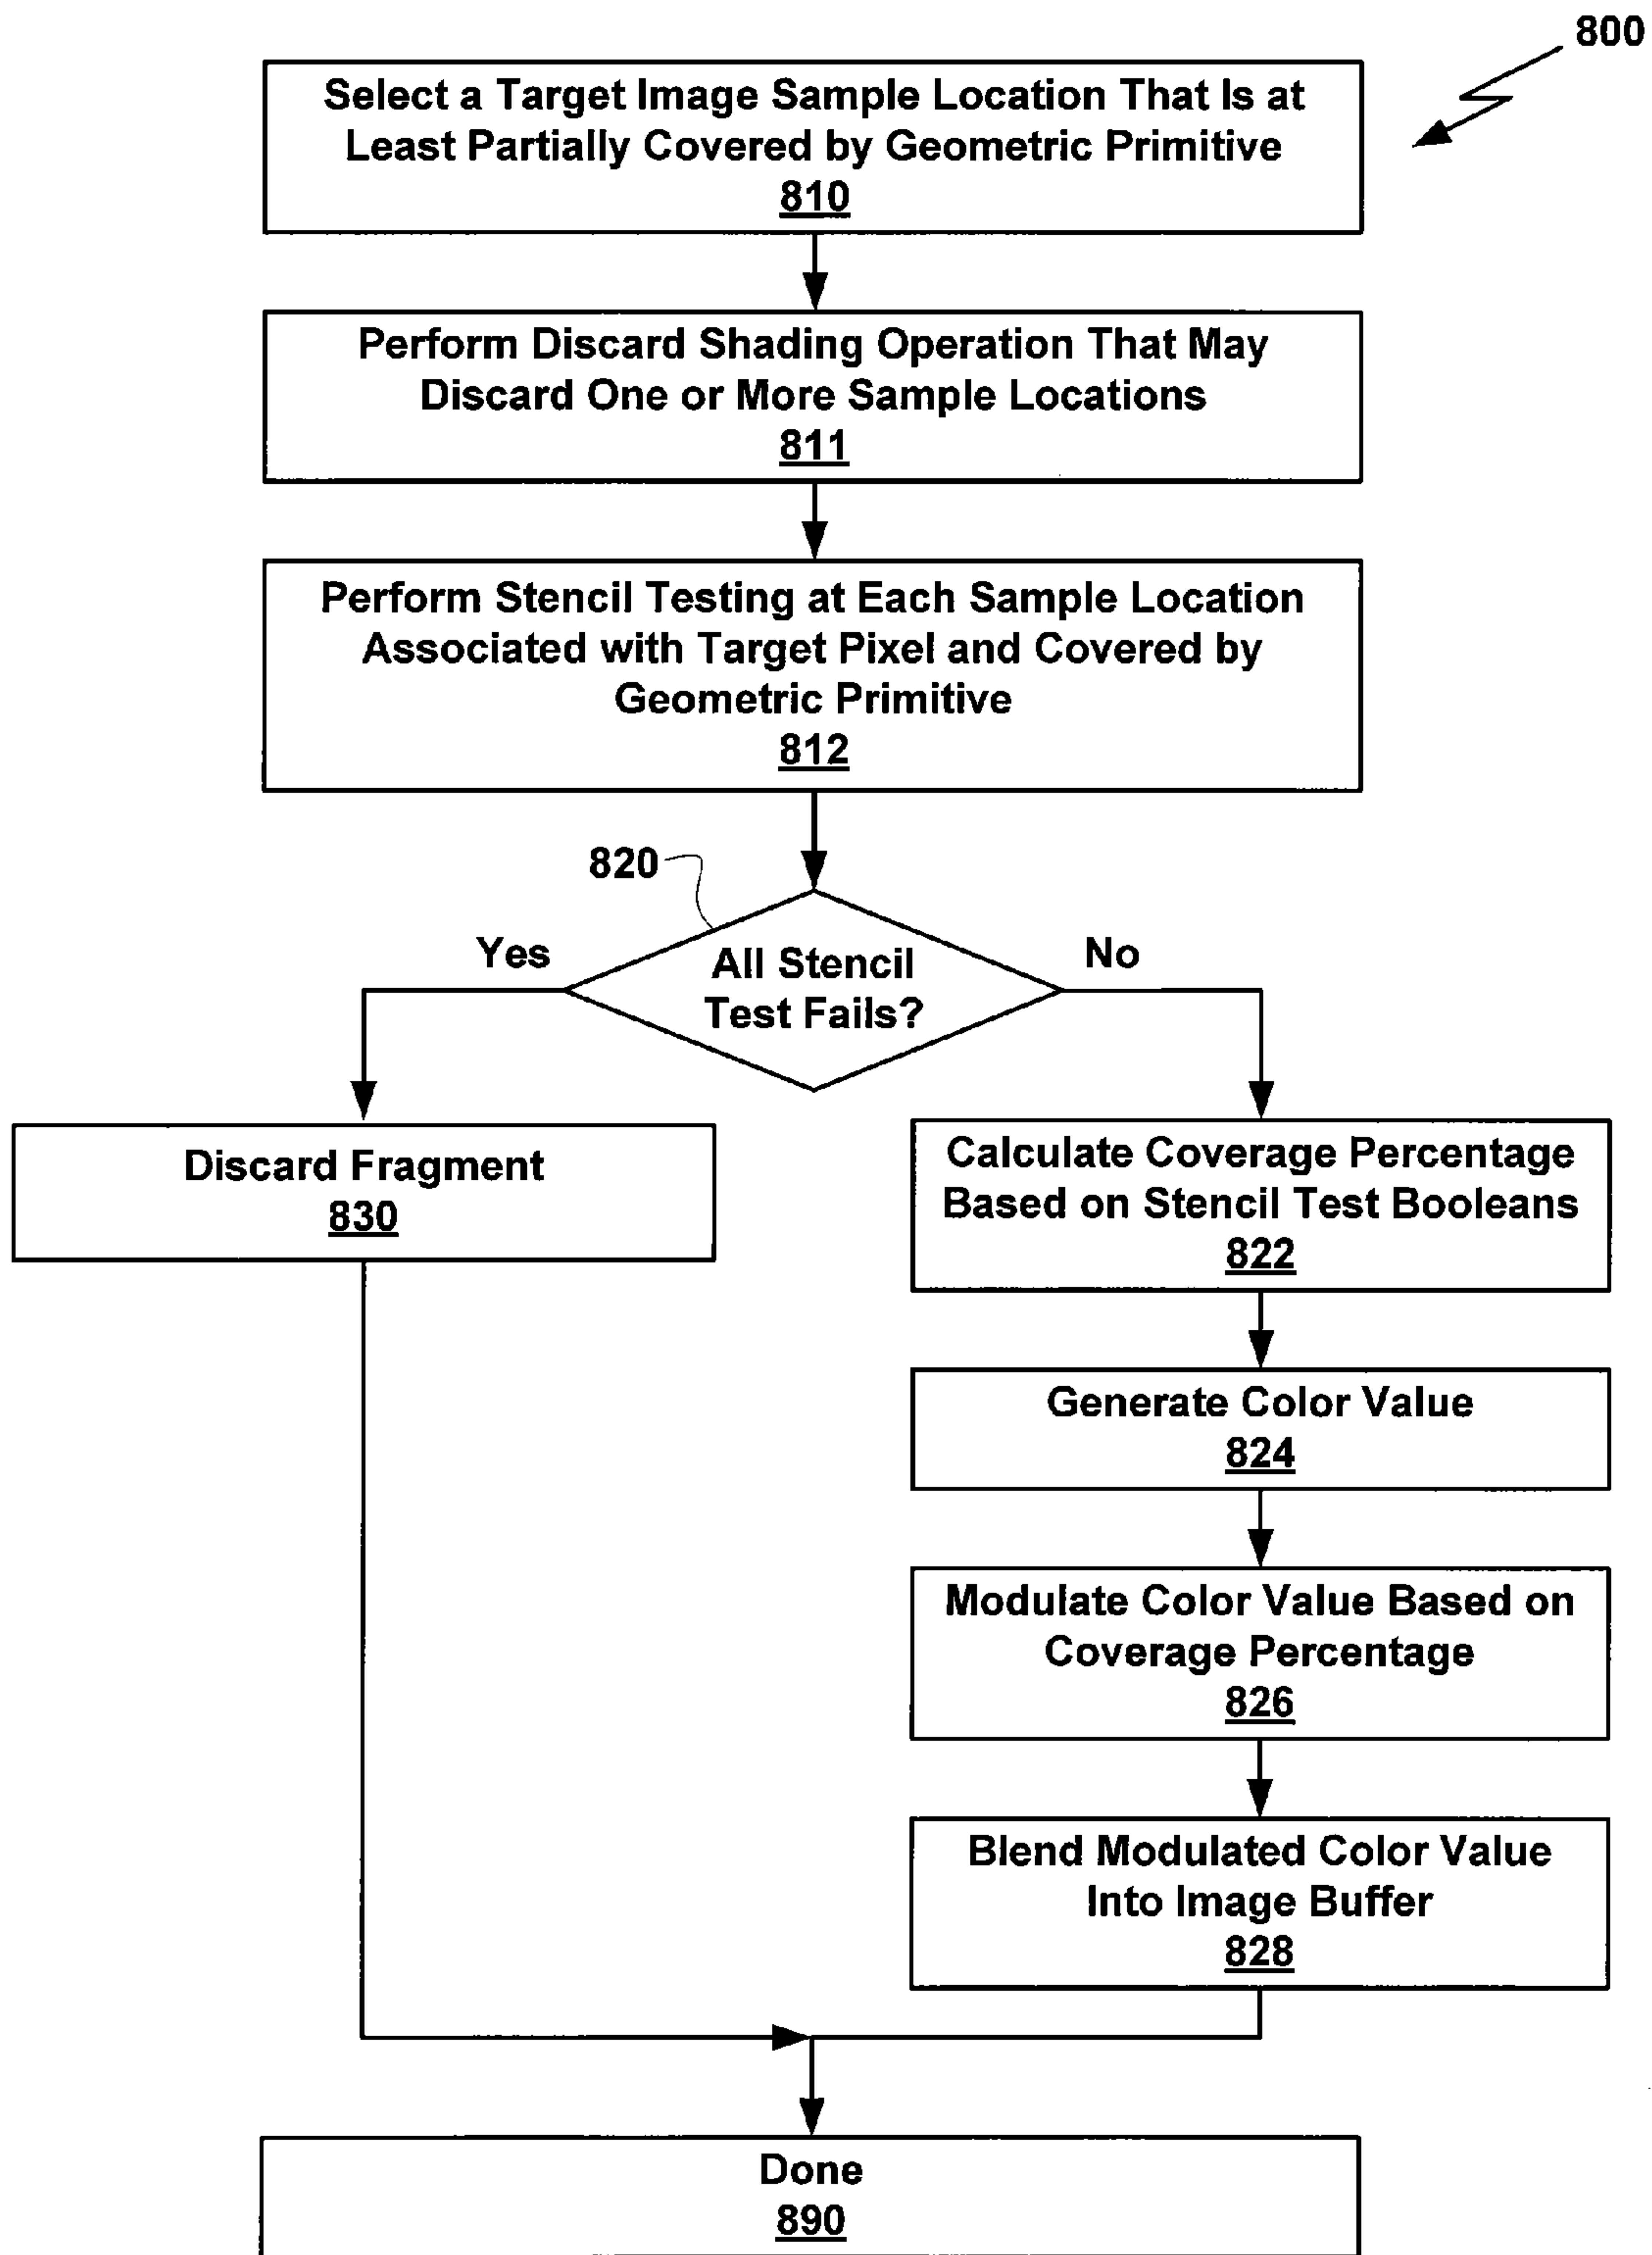 800
Select a Target Image Sample Location That Is at
Least Partially Covered by Geometric Primitive
810
Perform Discard Shading Operation That May
Discard One or More Sample Locations
811
Perform Stencil Testing at Each Sample Location
Associated with Target Pixel and Covered by
Geometric Primitive
812
820
Yes
All Stencil
Test Fails?
No
Discard Fragment
830
Calculate Coverage Percentage
Based on Stencil Test Booleans
822
Generate Color Value
824
Modulate Color Value Based on
Coverage Percentage
826
Blend Modulated Color Value
Into Image Buffer
828
Done
890